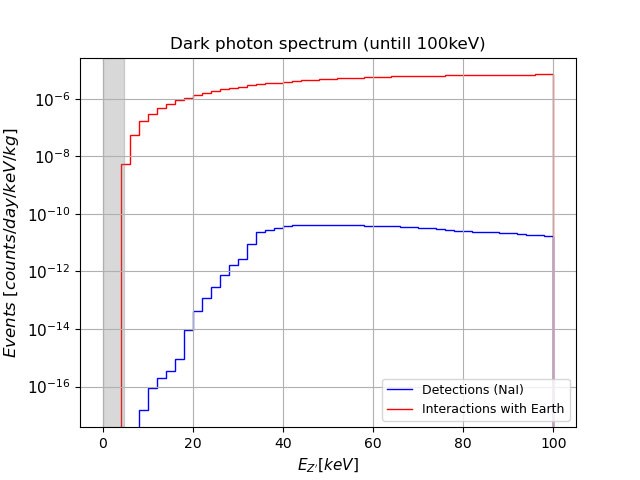 Dark photon spectrum (untill 100keV)
Events [counts/day/keV/kg]
10⁻⁶
10⁻⁸
10⁻¹⁰
10⁻¹²
10⁻¹⁴
10⁻¹⁶
Detections (NaI)
Interactions with Earth
0 20 40 60 80 100
E_{Z'}[keV]